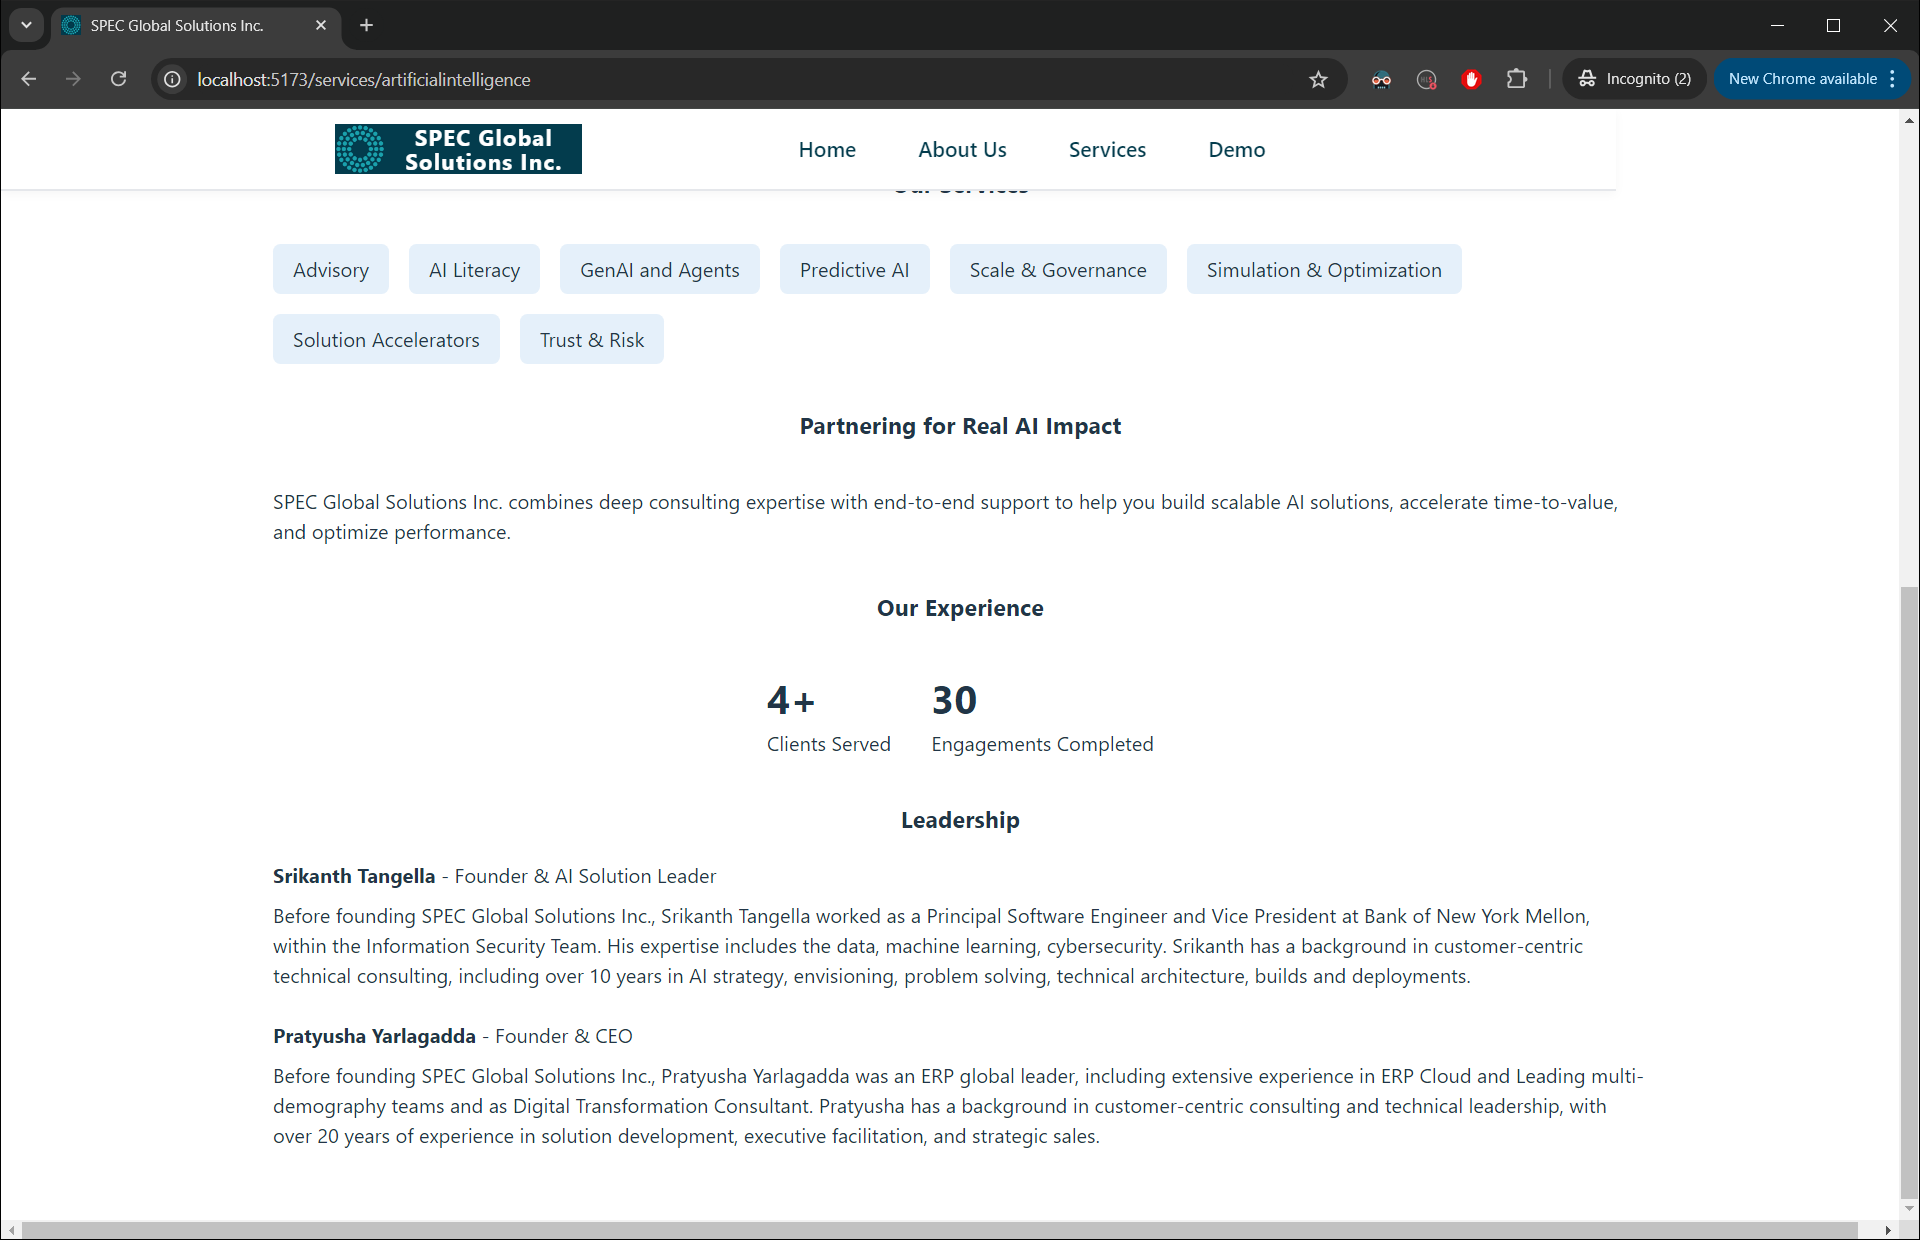 SPEC Global Solutions Inc.
localhost:5173/services/artificialintelligence
Incognito (2)
New Chrome available
SPEC Global
Solutions Inc.
Home
About Us
Services
Demo
Our Services
Advisory
AI Literacy
GenAI and Agents
Predictive AI
Scale & Governance
Simulation & Optimization
Solution Accelerators
Trust & Risk
Partnering for Real AI Impact
SPEC Global Solutions Inc. combines deep consulting expertise with end-to-end support to help you build scalable AI solutions, accelerate time-to-value,
and optimize performance.
Our Experience
4+
Clients Served
30
Engagements Completed
Leadership
Srikanth Tangella - Founder & AI Solution Leader
Before founding SPEC Global Solutions Inc., Srikanth Tangella worked as a Principal Software Engineer and Vice President at Bank of New York Mellon,
within the Information Security Team. His expertise includes the data, machine learning, cybersecurity. Srikanth has a background in customer-centric
technical consulting, including over 10 years in AI strategy, envisioning, problem solving, technical architecture, builds and deployments.
Pratyusha Yarlagadda - Founder & CEO
Before founding SPEC Global Solutions Inc., Pratyusha Yarlagadda was an ERP global leader, including extensive experience in ERP Cloud and Leading multi-
demography teams and as Digital Transformation Consultant. Pratyusha has a background in customer-centric consulting and technical leadership, with
over 20 years of experience in solution development, executive facilitation, and strategic sales.